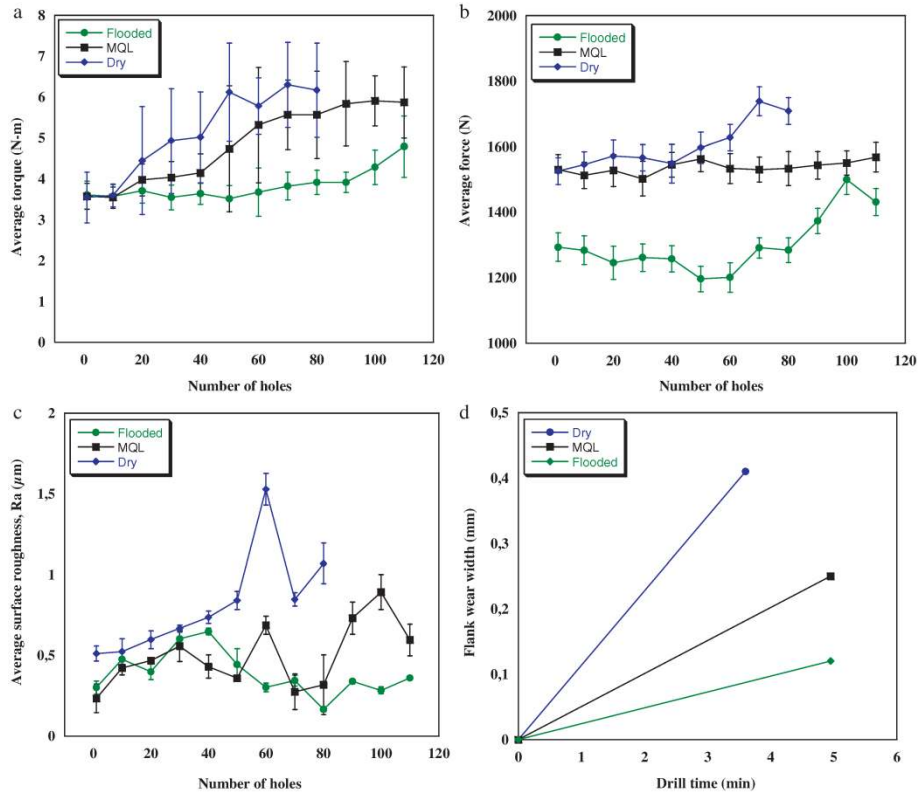 a
Flooded
MQL
Dry
8
7
6
5
4
3
2
1
0
0 20 40 60 80 100 120
Average torque (N-m)
Number of holes
b
Flooded
MQL
Dry
2000
1800
1600
1400
1200
1000
0 20 40 60 80 100 120
Average force (N)
Number of holes
c
Flooded
MQL
Dry
2
1,5
1
0,5
0
0 20 40 60 80 100 120
Average surface roughness, Ra (µm)
Number of holes
d
Dry
MQL
Flooded
0,5
0,4
0,3
0,2
0,1
0
0 1 2 3 4 5 6
Flank wear width (mm)
Drill time (min)